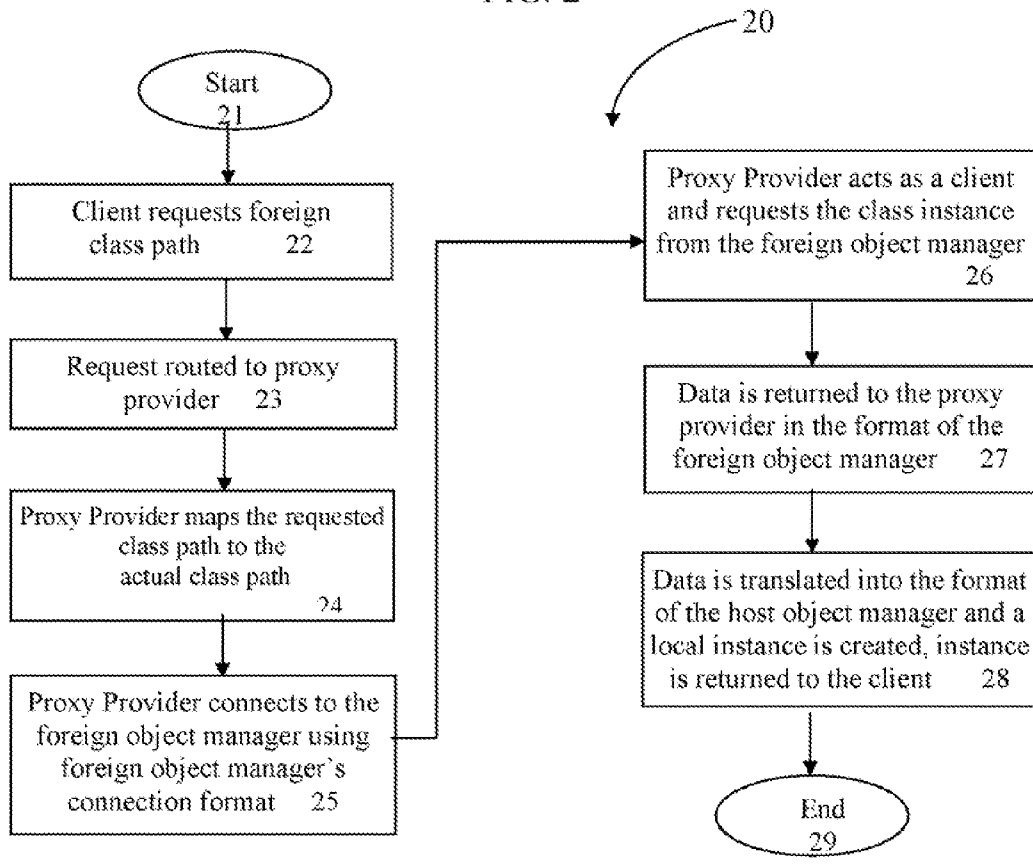 20
Start
21
Client requests foreign
class path 22
Request routed to proxy
provider 23
Proxy Provider maps the requested
class path to the
actual class path
24
Proxy Provider connects to the
foreign object manager using
foreign object manager's
connection format 25
Proxy Provider acts as a client
and requests the class instance
from the foreign object manager
26
Data is returned to the proxy
provider in the format of the
foreign object manager 27
Data is translated into the format
of the host object manager and a
local instance is created, instance
is returned to the client 28
End
29